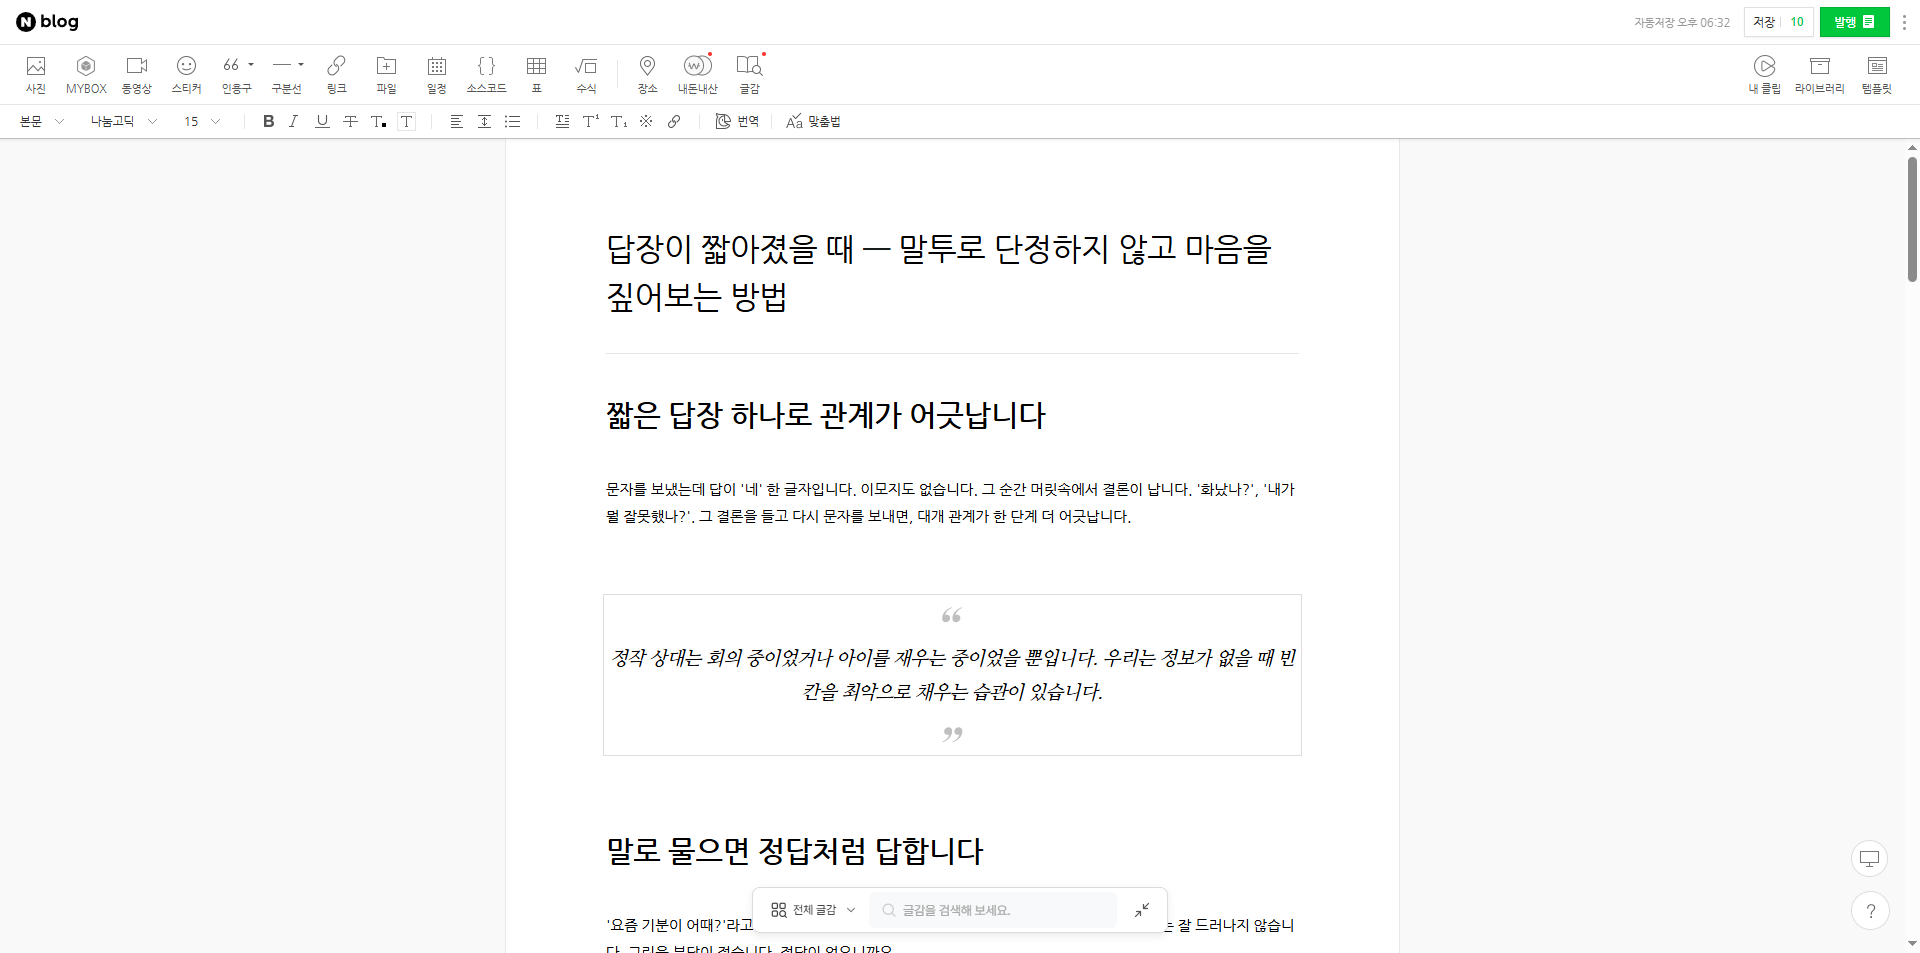 blog
자동저장 오후 06:32
저장 10
발행
사진 MYBOX 동영상 스티커 인용구 구분선 링크 파일 일정 소스코드 표 수식 장소 내돈내산 글감
내 클립 라이브러리 템플릿
본문 나눔고딕 15 번역 맞춤법
답장이 짧아졌을 때 — 말투로 단정하지 않고 마음을
짚어보는 방법
짧은 답장 하나로 관계가 어긋납니다
문자를 보냈는데 답이 '네' 한 글자입니다. 이모지도 없습니다. 그 순간 머릿속에서 결론이 납니다. '화났나?', '내가
뭘 잘못했나?'. 그 결론을 들고 다시 문자를 보내면, 대개 관계가 한 단계 더 어긋납니다.
“
정작 상대는 회의 중이었거나 아이를 재우는 중이었을 뿐입니다. 우리는 정보가 없을 때 빈
칸을 최악으로 채우는 습관이 있습니다.
”
말로 물으면 정답처럼 답합니다
전체 글감
글감을 검색해 보세요.
'요즘 기분이 어때?'라고
잘 드러나지 않습니